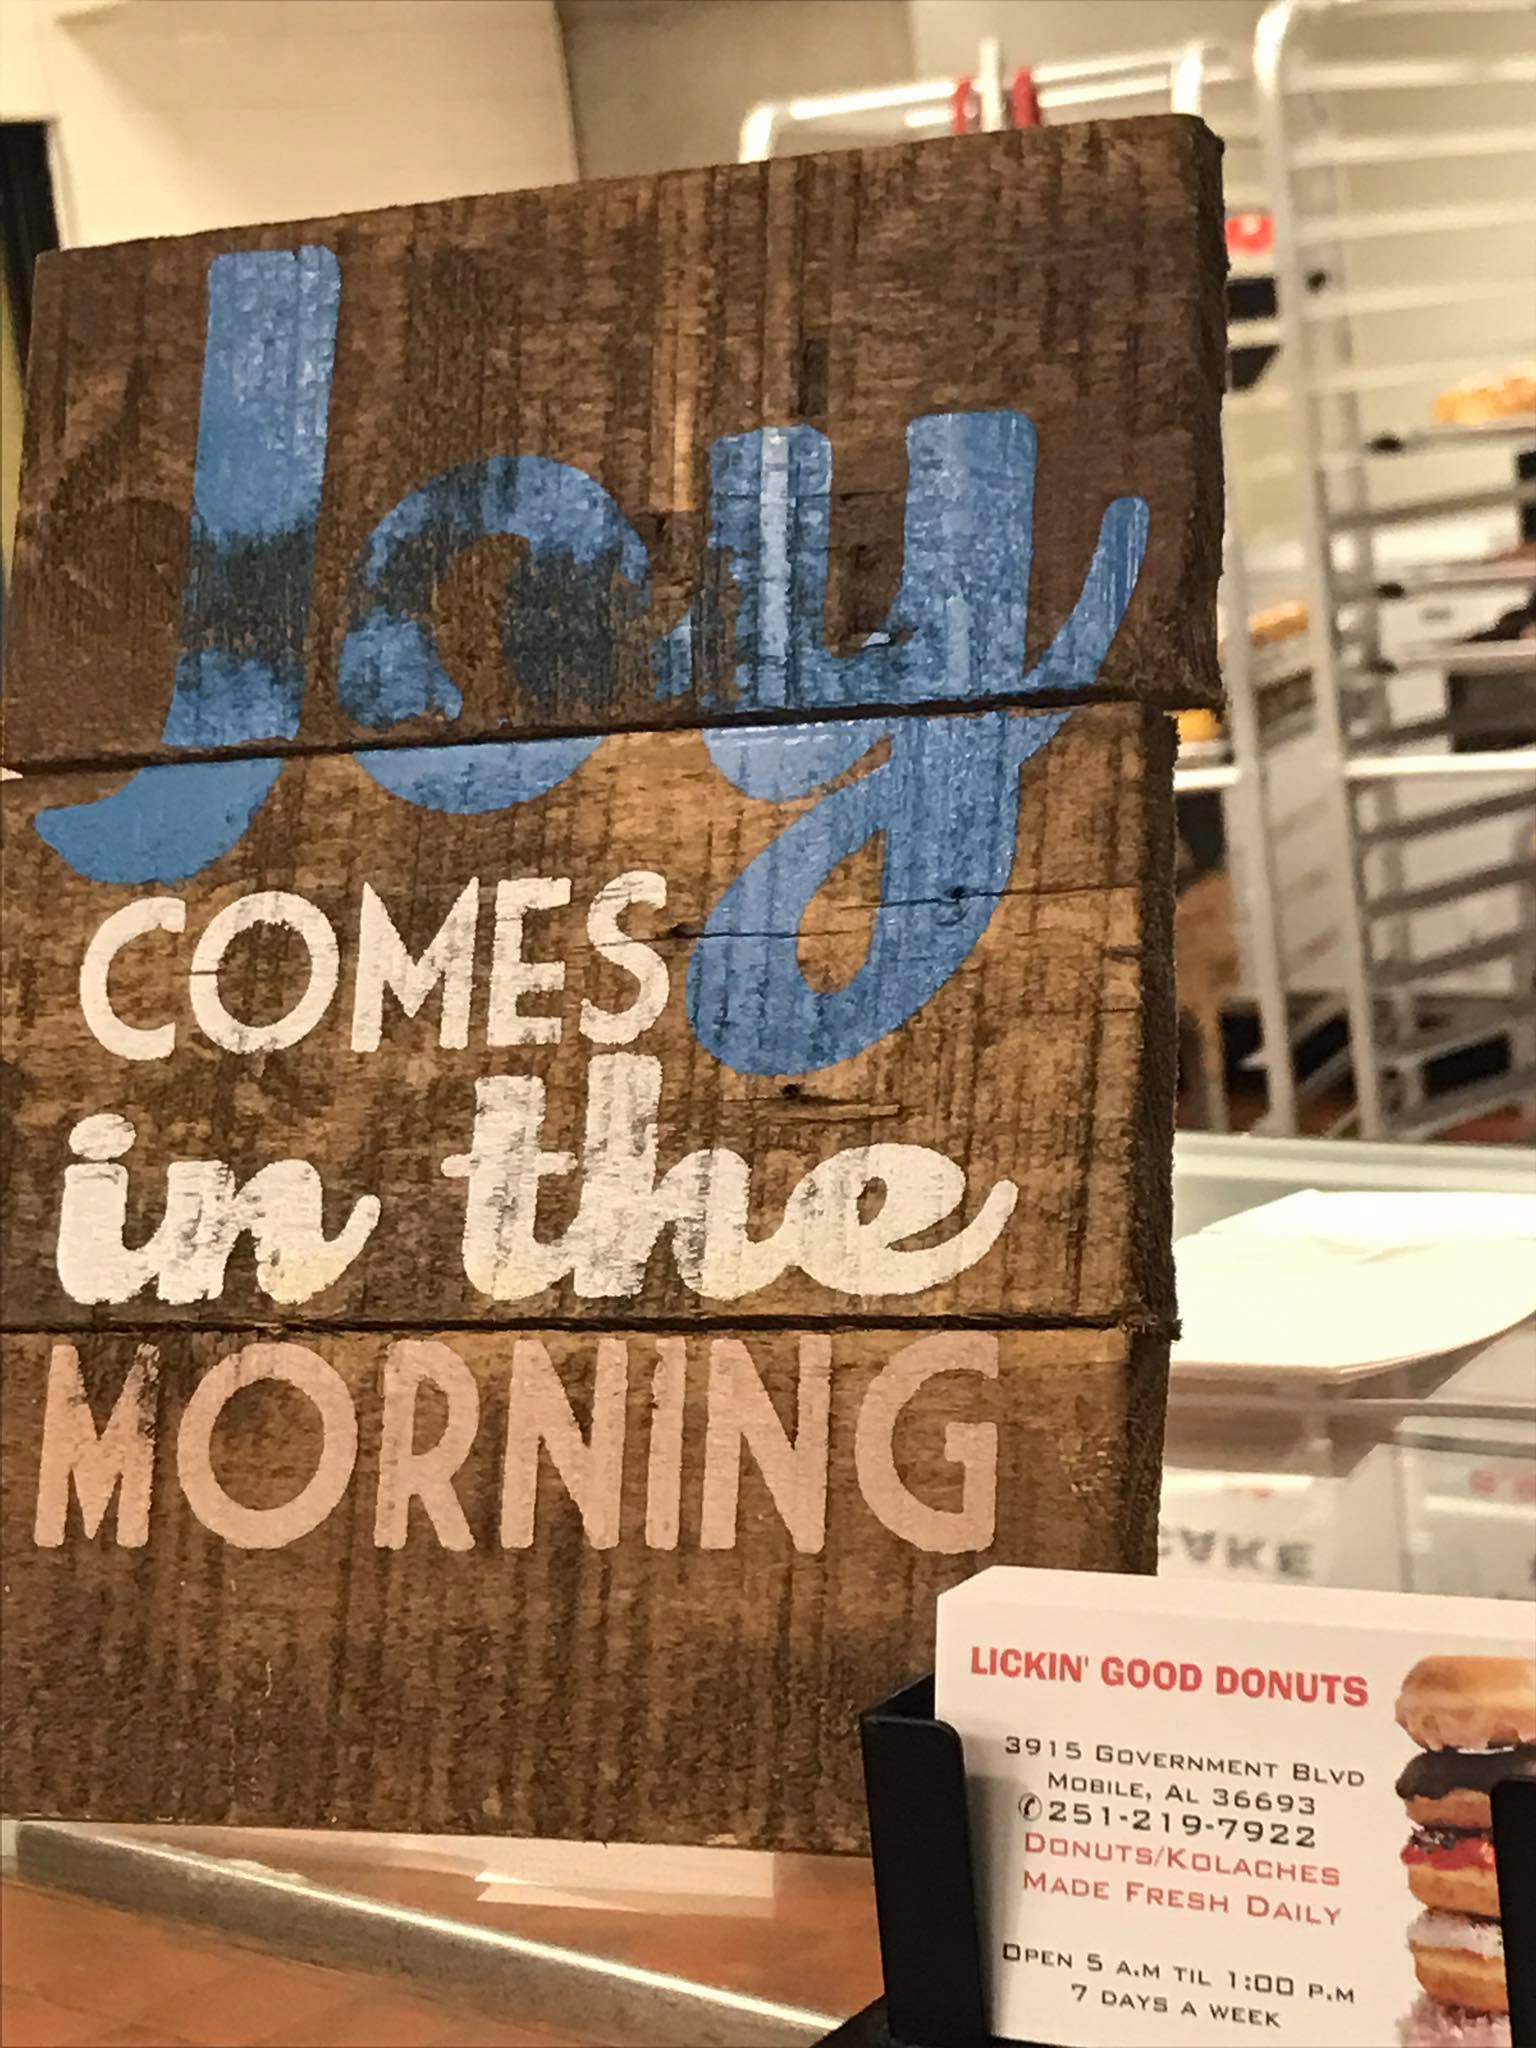 Joy
COMES
in the
MORNING
CAKE
LICKIN' GOOD DONUTS
3915 GOVERNMENT BLVD
MOBILE, AL 36693
✆251-219-7922
DONUTS/KOLACHES
MADE FRESH DAILY
OPEN 5 A.M TIL 1:00 P.M
7 DAYS A WEEK